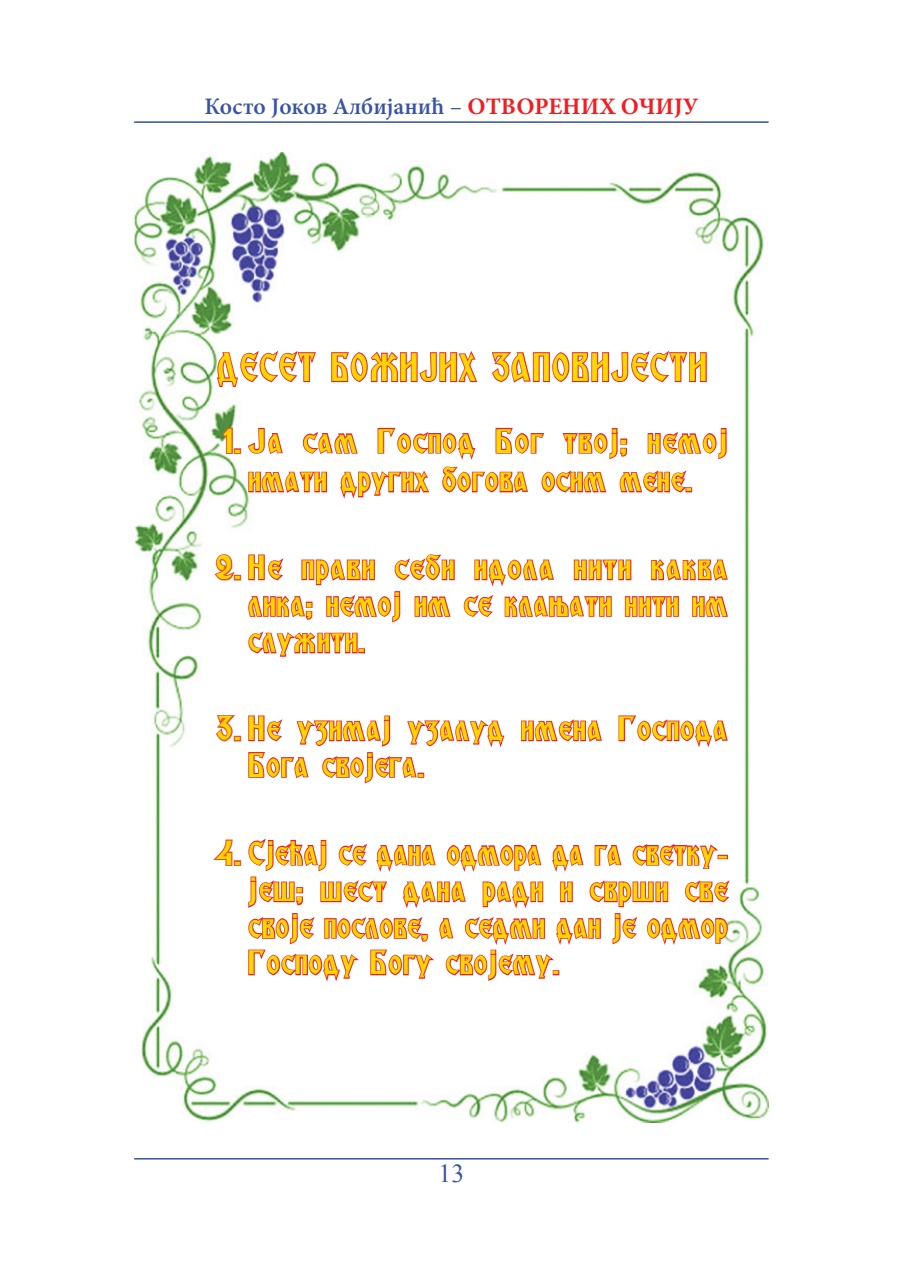 Косто Јоков Албијанић – ОТВОРЕНИХ ОЧИЈУ
ДЕСЕТ БОЖИЈИХ ЗАПОВИЈЕСТИ
1. Ја сам Господ Бог твој; немој
имати других богова осим мене.
2. Не прави себи идола нити каква
лика; немој им се клањати нити им
служити.
3. Не узимај узалуд имена Господа
Бога својега.
4. Сјећај се дана одмора да га светку-
јеш; шест дана ради и сврши све
своје послове, а седми дан је одмор
Господу Богу својему.
13